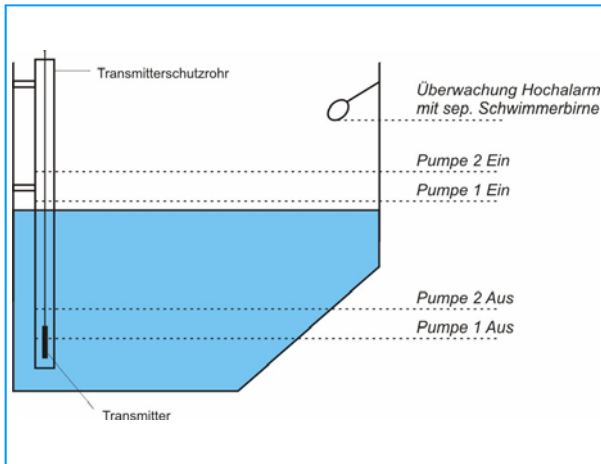 Transmitterschutzrohr
Überwachung Hochalarm
mit sep. Schwimmerbirne
Pumpe 2 Ein
Pumpe 1 Ein
Pumpe 2 Aus
Pumpe 1 Aus
Transmitter